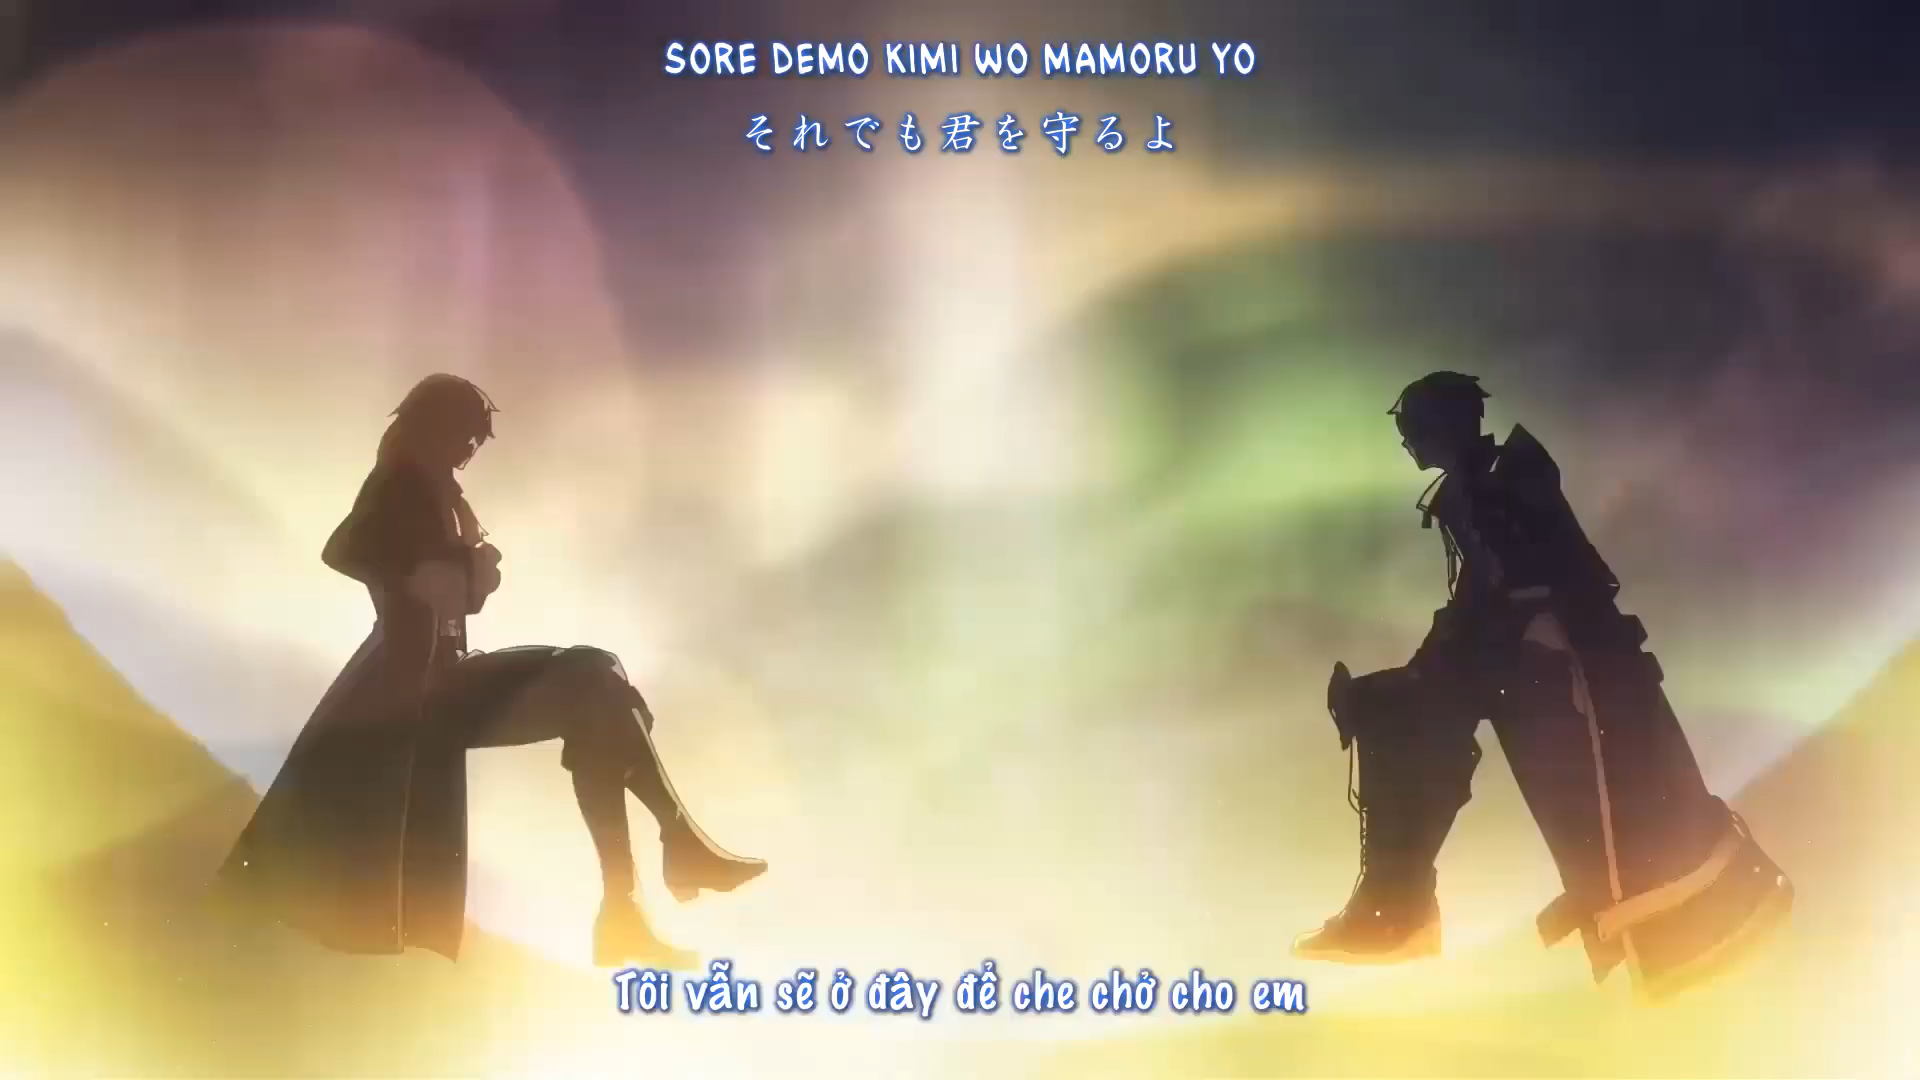 SORE DEMO KIMI WO MAMORU YO
それでも君を守るよ
Tôi vẫn sẽ ở đây để che chở cho em